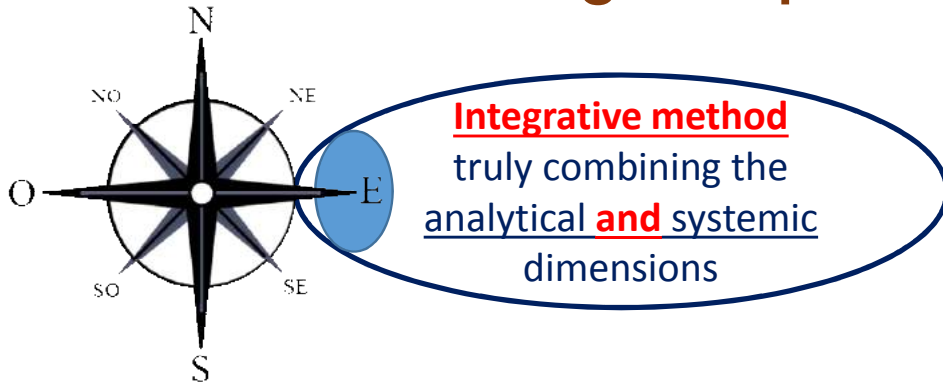 N
NO
NE
O
E
SO
SE
S
Integrative method
truly combining the
analytical and systemic
dimensions